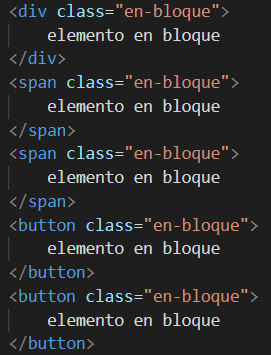 <div class="en-bloque">
    elemento en bloque
</div>
<span class="en-bloque">
    elemento en bloque
</span>
<span class="en-bloque">
    elemento en bloque
</span>
<button class="en-bloque">
    elemento en bloque
</button>
<button class="en-bloque">
    elemento en bloque
</button>